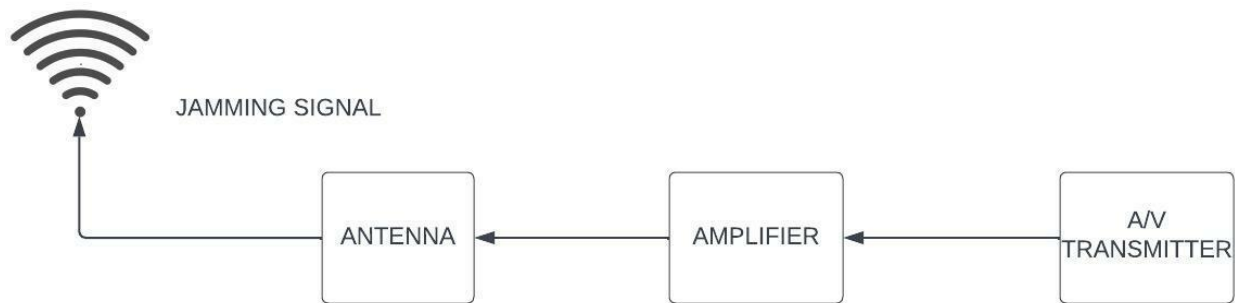 JAMMING SIGNAL
ANTENNA
AMPLIFIER
A/V
TRANSMITTER